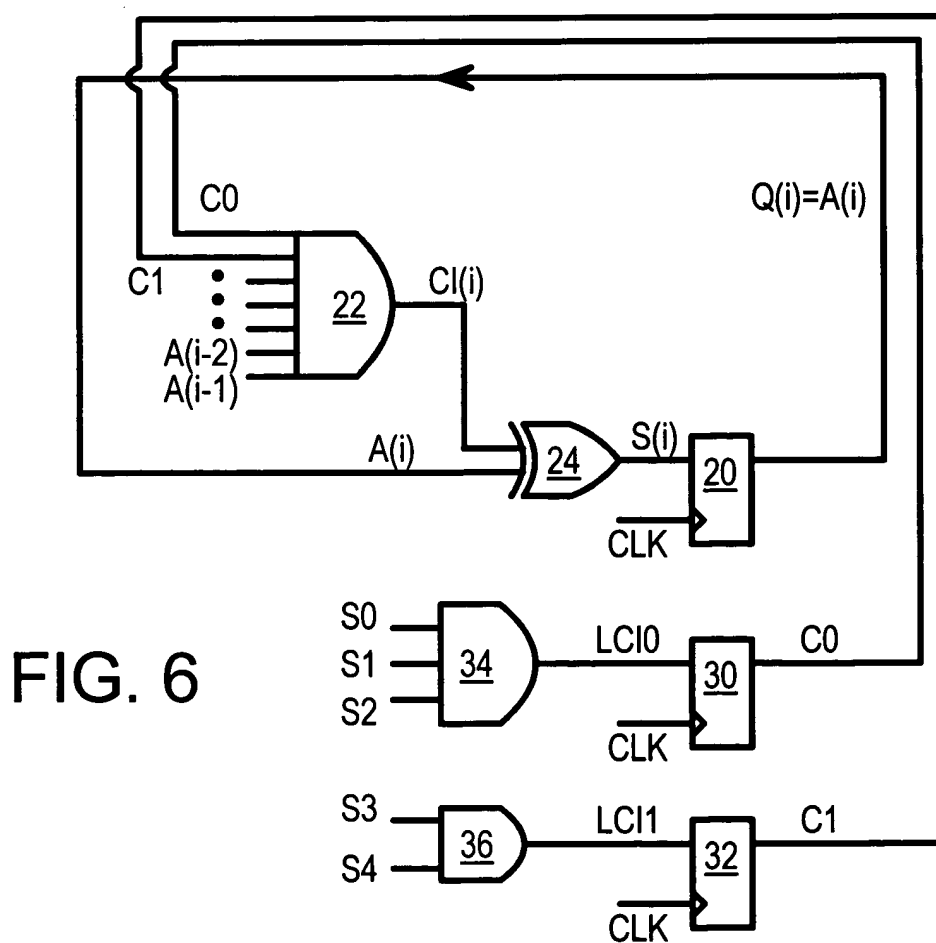 C0
Q(i)=A(i)
C1
22
CI(i)
A(i-2)
A(i-1)
A(i)
24
S(i)
20
CLK
S0
S1
S2
34
LCI0
30
C0
CLK
FIG. 6
S3
S4
36
LCI1
32
C1
CLK